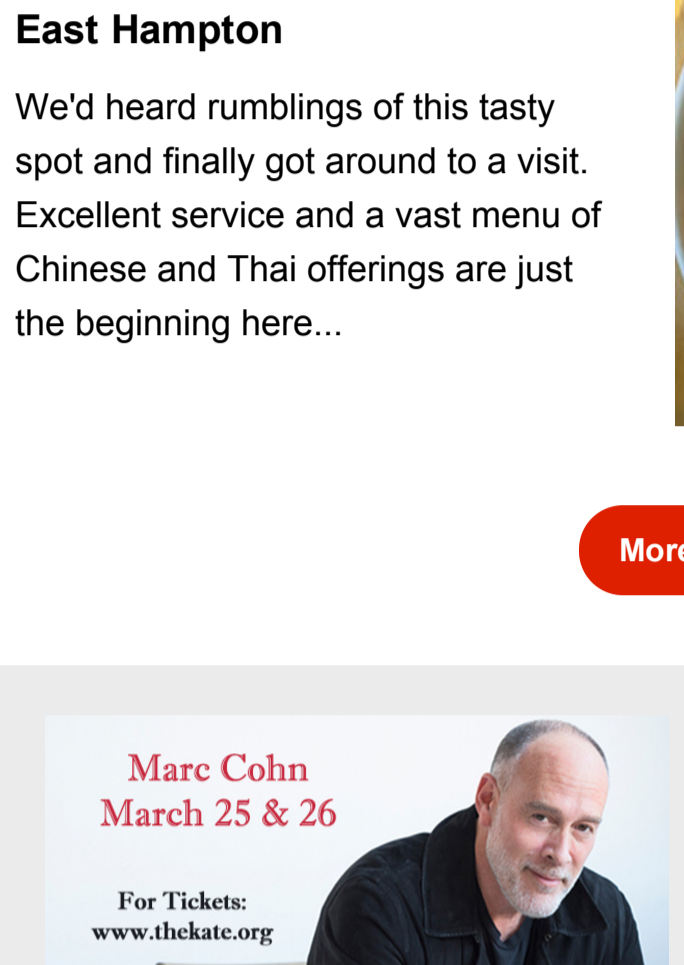 East Hampton
We'd heard rumblings of this tasty
spot and finally got around to a visit.
Excellent service and a vast menu of
Chinese and Thai offerings are just
the beginning here...
More
Marc Cohn
March 25 & 26
For Tickets:
www.thekate.org